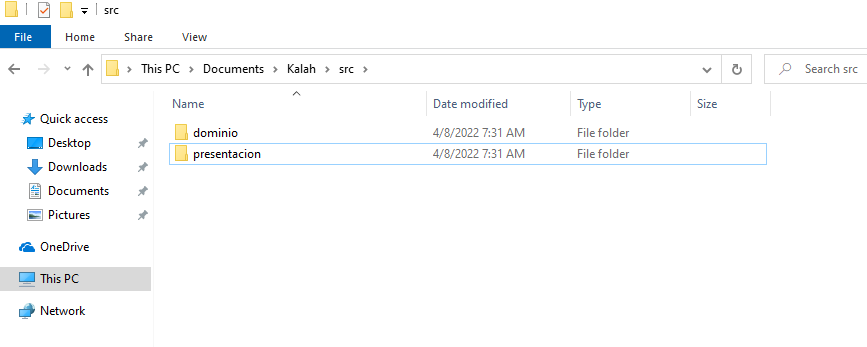 src
File Home Share View
This PC Documents Kalah src Search src
Name Date modified Type Size
Quick access
dominio 4/8/2022 7:31 AM File folder
Desktop
presentacion 4/8/2022 7:31 AM File folder
Downloads
Documents
Pictures
OneDrive
This PC
Network